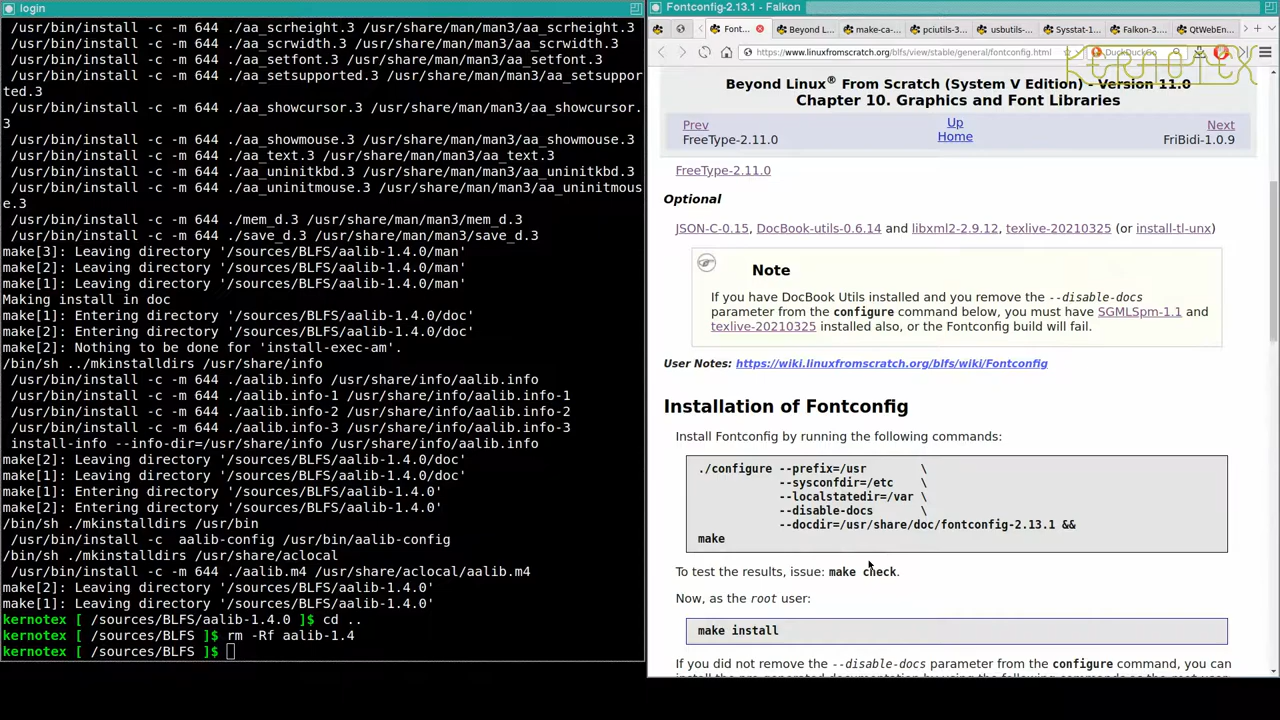 login
/usr/bin/install -c -m 644 ./aa_scrheight.3 /usr/share/man/man3/aa_scrheight.3
/usr/bin/install -c -m 644 ./aa_scrwidth.3 /usr/share/man/man3/aa_scrwidth.3
/usr/bin/install -c -m 644 ./aa_setfont.3 /usr/share/man/man3/aa_setfont.3
/usr/bin/install -c -m 644 ./aa_setsupported.3 /usr/share/man/man3/aa_setsuppor
ted.3
/usr/bin/install -c -m 644 ./aa_showcursor.3 /usr/share/man/man3/aa_showcursor.
3
/usr/bin/install -c -m 644 ./aa_showmouse.3 /usr/share/man/man3/aa_showmouse.3
/usr/bin/install -c -m 644 ./aa_text.3 /usr/share/man/man3/aa_text.3
/usr/bin/install -c -m 644 ./aa_uninitkbd.3 /usr/share/man/man3/aa_uninitkbd.3
/usr/bin/install -c -m 644 ./aa_uninitmouse.3 /usr/share/man/man3/aa_uninitmous
e.3
/usr/bin/install -c -m 644 ./mem_d.3 /usr/share/man/man3/mem_d.3
/usr/bin/install -c -m 644 ./save_d.3 /usr/share/man/man3/save_d.3
make[3]: Leaving directory '/sources/BLFS/aalib-1.4.0/man'
make[2]: Leaving directory '/sources/BLFS/aalib-1.4.0/man'
make[1]: Leaving directory '/sources/BLFS/aalib-1.4.0/man'
Making install in doc
make[1]: Entering directory '/sources/BLFS/aalib-1.4.0/doc'
make[2]: Entering directory '/sources/BLFS/aalib-1.4.0/doc'
make[2]: Nothing to be done for 'install-exec-am'.
/bin/sh ../mkinstalldirs /usr/share/info
/usr/bin/install -c -m 644 ./aalib.info /usr/share/info/aalib.info
/usr/bin/install -c -m 644 ./aalib.info-1 /usr/share/info/aalib.info-1
/usr/bin/install -c -m 644 ./aalib.info-2 /usr/share/info/aalib.info-2
/usr/bin/install -c -m 644 ./aalib.info-3 /usr/share/info/aalib.info-3
install-info --info-dir=/usr/share/info /usr/share/info/aalib.info
make[2]: Leaving directory '/sources/BLFS/aalib-1.4.0/doc'
make[1]: Leaving directory '/sources/BLFS/aalib-1.4.0/doc'
make[1]: Entering directory '/sources/BLFS/aalib-1.4.0'
make[2]: Entering directory '/sources/BLFS/aalib-1.4.0'
/bin/sh ./mkinstalldirs /usr/bin
/usr/bin/install -c  aalib-config /usr/bin/aalib-config
/bin/sh ./mkinstalldirs /usr/share/aclocal
/usr/bin/install -c -m 644 ./aalib.m4 /usr/share/aclocal/aalib.m4
make[2]: Leaving directory '/sources/BLFS/aalib-1.4.0'
make[1]: Leaving directory '/sources/BLFS/aalib-1.4.0'
kernotex [ /sources/BLFS/aalib-1.4.0 ]$ cd ..
kernotex [ /sources/BLFS ]$ rm -Rf aalib-1.4
kernotex [ /sources/BLFS ]$
Fontconfig-2.13.1 - Falkon
Font... Beyond L... make-ca-... pciutils-3... usbutils-... Sysstat-1... Falkon-3... QtWebEn...
https://www.linuxfromscratch.org/blfs/view/stable/general/fontconfig.html DuckDuckGo
KERNOTEX
Beyond Linux® From Scratch (System V Edition) - Version 11.0
Chapter 10. Graphics and Font Libraries
Prev Up Next
FreeType-2.11.0 Home FriBidi-1.0.9
FreeType-2.11.0
Optional
JSON-C-0.15, DocBook-utils-0.6.14 and libxml2-2.9.12, texlive-20210325 (or install-tl-unx)
Note
If you have DocBook Utils installed and you remove the --disable-docs
parameter from the configure command below, you must have SGMLSpm-1.1 and
texlive-20210325 installed also, or the Fontconfig build will fail.
User Notes: https://wiki.linuxfromscratch.org/blfs/wiki/Fontconfig
Installation of Fontconfig
Install Fontconfig by running the following commands:
./configure --prefix=/usr \
--sysconfdir=/etc \
--localstatedir=/var \
--disable-docs \
--docdir=/usr/share/doc/fontconfig-2.13.1 &&
make
To test the results, issue: make check.
Now, as the root user:
make install
If you did not remove the --disable-docs parameter from the configure command, you can